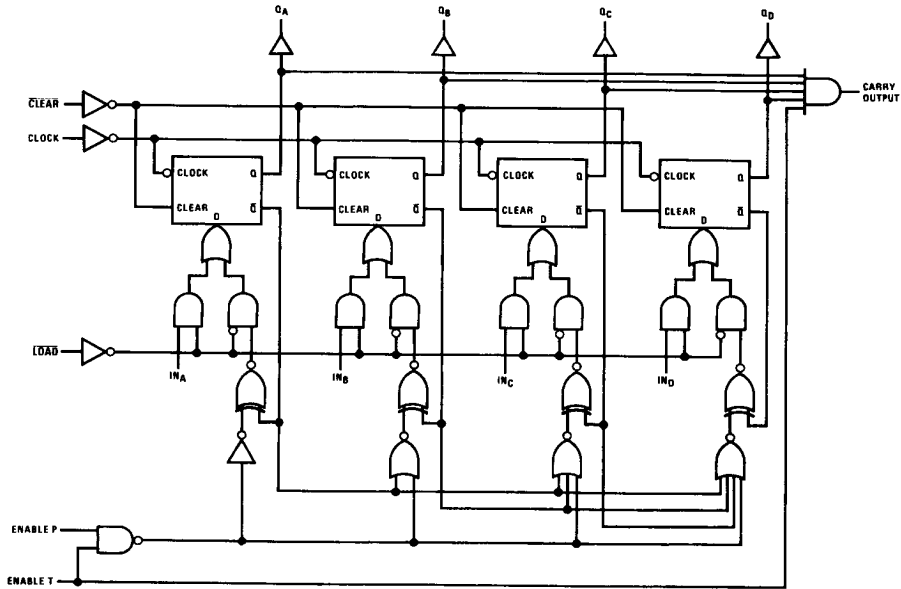 QA QB QC QD
CARRY
OUTPUT
CLEAR
CLOCK
CLOCK Q CLOCK Q CLOCK Q CLOCK Q
CLEAR Q̅ CLEAR Q̅ CLEAR Q̅ CLEAR Q̅
D D D D
LOAD
INA INB INC IND
ENABLE P
ENABLE T